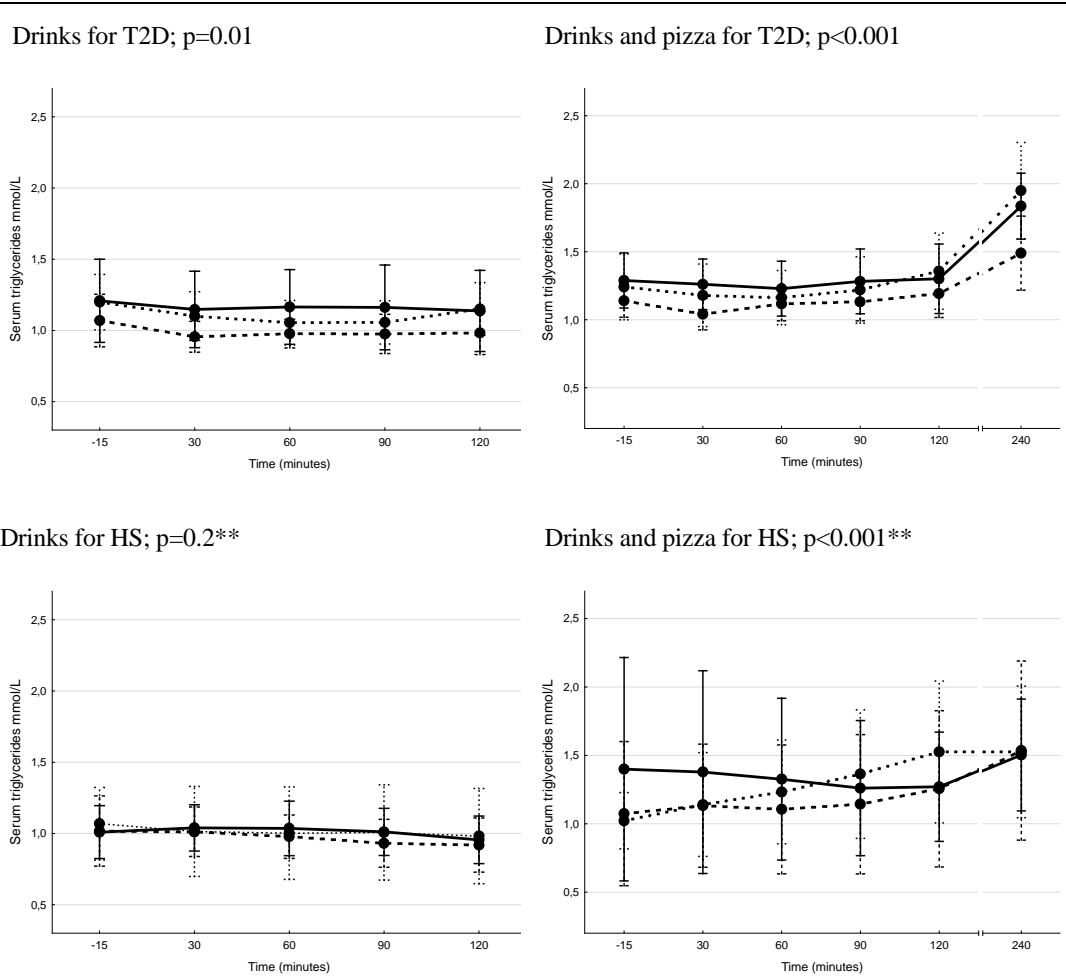 Drinks for T2D; p=0.01
Serum triglycerides mmol/L
2,5
2,0
1,5
1,0
0,5
-15 30 60 90 120
Time (minutes)
Drinks and pizza for T2D; p<0.001
Serum triglycerides mmol/L
2,5
2,0
1,5
1,0
0,5
-15 30 60 90 120 240
Time (minutes)
Drinks for HS; p=0.2**
Serum triglycerides mmol/L
2,5
2,0
1,5
1,0
0,5
-15 30 60 90 120
Time (minutes)
Drinks and pizza for HS; p<0.001**
Serum triglycerides mmol/L
2,5
2,0
1,5
1,0
0,5
-15 30 60 90 120 240
Time (minutes)